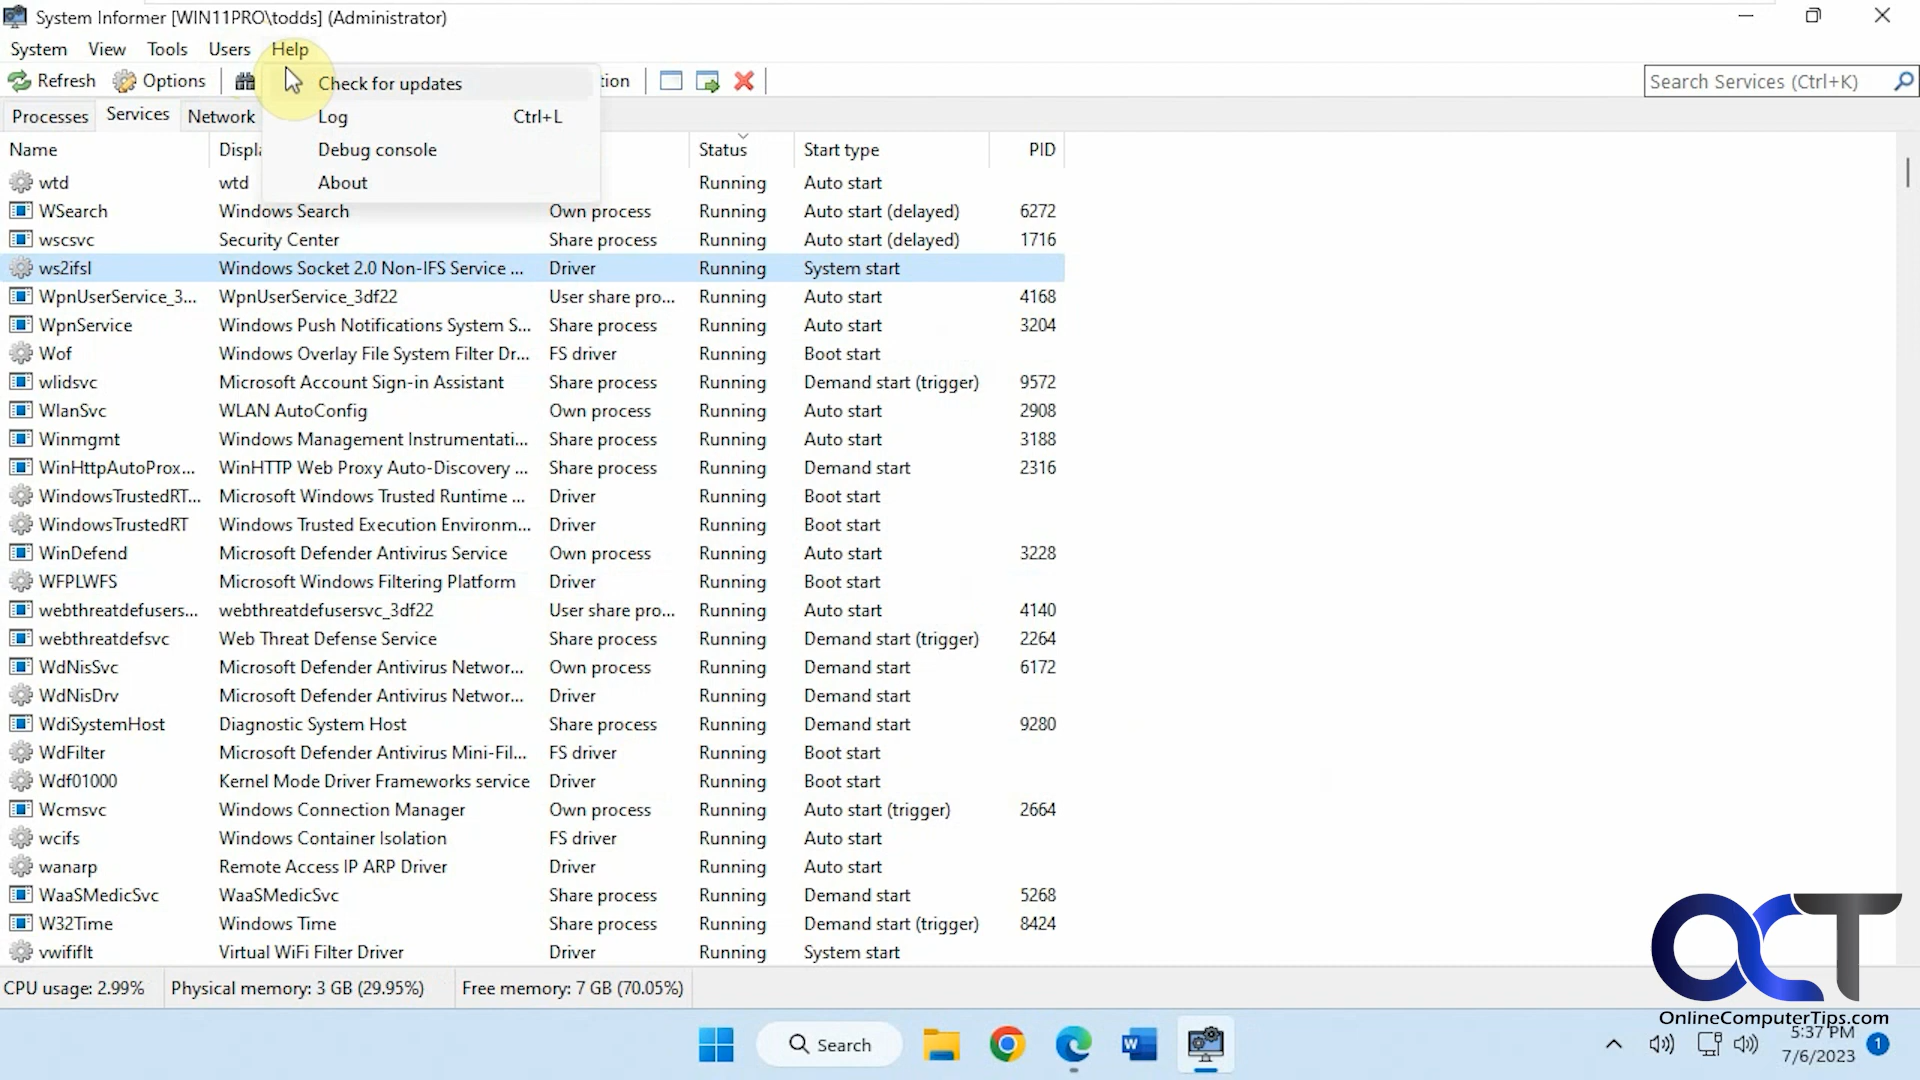 System Informer [WIN11PRO\todds] (Administrator)
System View Tools Users Help
Refresh Options tion Search Services (Ctrl+K)
Check for updates
Log Ctrl+L
Debug console
About
Processes Services Network
Name Displa Status Start type PID
wtd wtd Running Auto start
WSearch Windows Search Own process Running Auto start (delayed) 6272
wscsvc Security Center Share process Running Auto start (delayed) 1716
ws2ifsl Windows Socket 2.0 Non-IFS Service ... Driver Running System start
WpnUserService_3... WpnUserService_3df22 User share pro... Running Auto start 4168
WpnService Windows Push Notifications System S... Share process Running Auto start 3204
Wof Windows Overlay File System Filter Dr... FS driver Running Boot start
wlidsvc Microsoft Account Sign-in Assistant Share process Running Demand start (trigger) 9572
WlanSvc WLAN AutoConfig Own process Running Auto start 2908
Winmgmt Windows Management Instrumentati... Share process Running Auto start 3188
WinHttpAutoProx... WinHTTP Web Proxy Auto-Discovery ... Share process Running Demand start 2316
WindowsTrustedRT... Microsoft Windows Trusted Runtime ... Driver Running Boot start
WindowsTrustedRT Windows Trusted Execution Environm... Driver Running Boot start
WinDefend Microsoft Defender Antivirus Service Own process Running Auto start 3228
WFPLWFS Microsoft Windows Filtering Platform Driver Running Boot start
webthreatdefusers... webthreatdefusersvc_3df22 User share pro... Running Auto start 4140
webthreatdefsvc Web Threat Defense Service Share process Running Demand start (trigger) 2264
WdNisSvc Microsoft Defender Antivirus Networ... Own process Running Demand start 6172
WdNisDrv Microsoft Defender Antivirus Networ... Driver Running Demand start
WdiSystemHost Diagnostic System Host Share process Running Demand start 9280
WdFilter Microsoft Defender Antivirus Mini-Fil... FS driver Running Boot start
Wdf01000 Kernel Mode Driver Frameworks service Driver Running Boot start
Wcmsvc Windows Connection Manager Own process Running Auto start (trigger) 2664
wcifs Windows Container Isolation FS driver Running Auto start
wanarp Remote Access IP ARP Driver Driver Running Auto start
WaaSMedicSvc WaaSMedicSvc Share process Running Demand start 5268
W32Time Windows Time Share process Running Demand start (trigger) 8424
vwififlt Virtual WiFi Filter Driver Driver Running System start
CPU usage: 2.99% Physical memory: 3 GB (29.95%) Free memory: 7 GB (70.05%)
OCT
OnlineComputerTips.com
Search
5:37 PM
7/6/2023 1